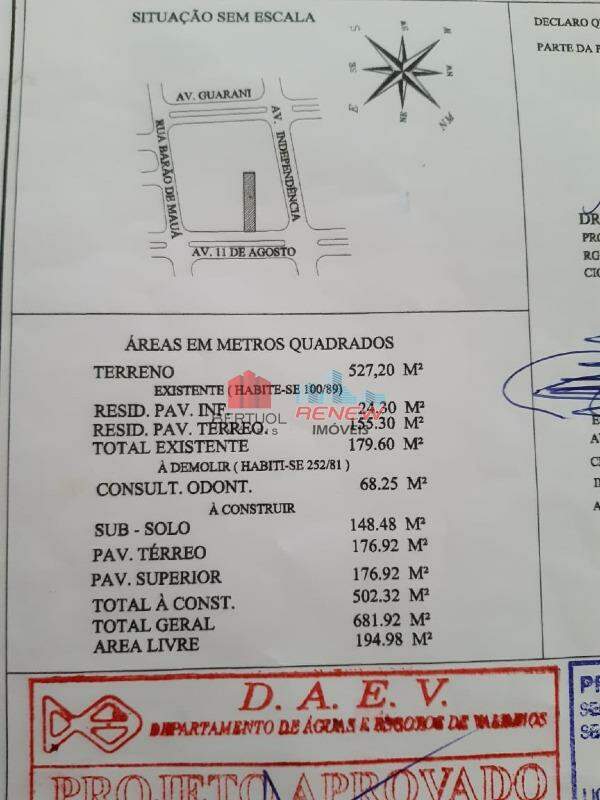 SITUAÇÃO SEM ESCALA
AV. GUARANI
RUA BARÃO DE MAUÁ
AV. INDEPENDÊNCIA
AV. 11 DE AGOSTO
ÁREAS EM METROS QUADRADOS
TERRENO 527,20 M²
EXISTENTE ( HABITE-SE 100/89)
RESID. PAV. INF 24.30 M²
RESID. PAV. TÉRREO. 155.30 M²
TOTAL EXISTENTE 179.60 M²
À DEMOLIR ( HABITI-SE 252/81 )
CONSULT. ODONT. 68.25 M²
À CONSTRUIR
SUB - SOLO 148.48 M²
PAV. TÉRREO 176.92 M²
PAV. SUPERIOR 176.92 M²
TOTAL À CONST. 502.32 M²
TOTAL GERAL 681.92 M²
AREA LIVRE 194.98 M²
BERTUOL RENEW
IMÓVEIS
D. A. E. V.
DEPARTAMENTO DE ÁGUAS E ESGOTOS DE VALINHOS
PROJETO APROVADO
DECLARO Q
PARTE DA P
DR
PRO
RG